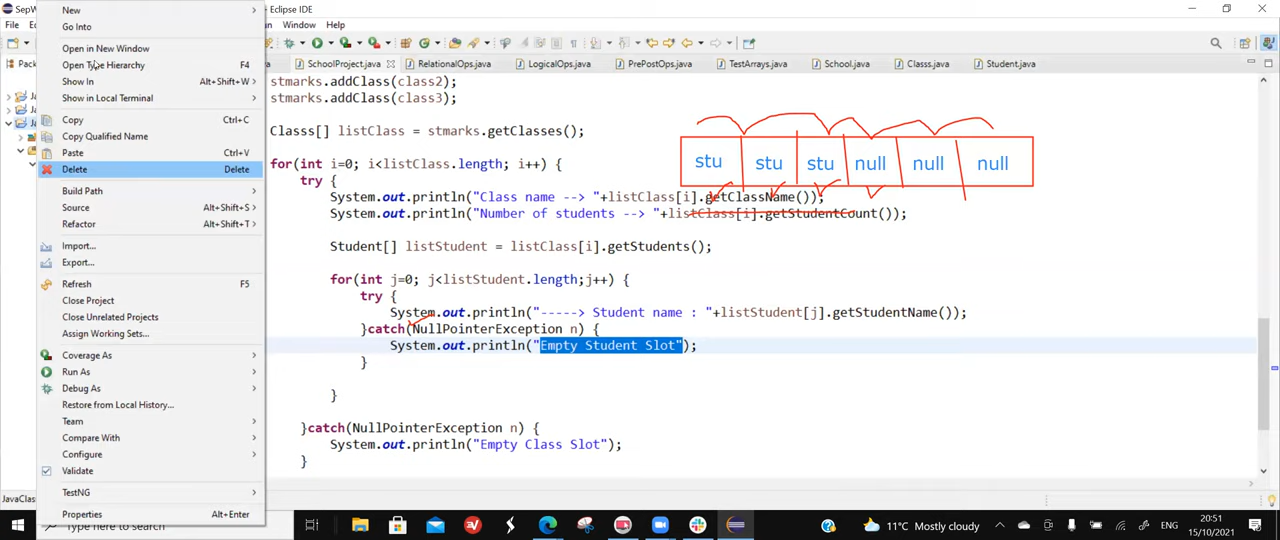 SepW
Eclipse IDE
File
Ec
un
Window
Help
Pack
SchoolProject.java
RelationalOps.java
LogicalOps.java
PrePostOps.java
TestArrays.java
School.java
Classs.java
Student.java
New
Go Into
Open in New Window
Open Type Hierarchy F4
Show In Alt+Shift+W
Show in Local Terminal
Copy Ctrl+C
Copy Qualified Name
Paste Ctrl+V
Delete Delete
Build Path
Source Alt+Shift+S
Refactor Alt+Shift+T
Import...
Export...
Refresh F5
Close Project
Close Unrelated Projects
Assign Working Sets...
Coverage As
Run As
Debug As
Restore from Local History...
Team
Compare With
Configure
Validate
TestNG
Properties Alt+Enter
stmarks.addClass(class2);
stmarks.addClass(class3);
Classs[] listClass = stmarks.getClasses();
for(int i=0; i<listClass.length; i++) {
try {
System.out.println("Class name --> "+listClass[i].getClassName());
System.out.println("Number of students --> "+listClass[i].getStudentCount());
Student[] listStudent = listClass[i].getStudents();
for(int j=0; j<listStudent.length;j++) {
try {
System.out.println("-----> Student name : "+listStudent[j].getStudentName());
}catch(NullPointerException n) {
System.out.println("Empty Student Slot");
}
}
}catch(NullPointerException n) {
System.out.println("Empty Class Slot");
}
stu stu stu null null null
JavaClass
Type here to search
11°C Mostly cloudy
ENG
20:51
15/10/2021